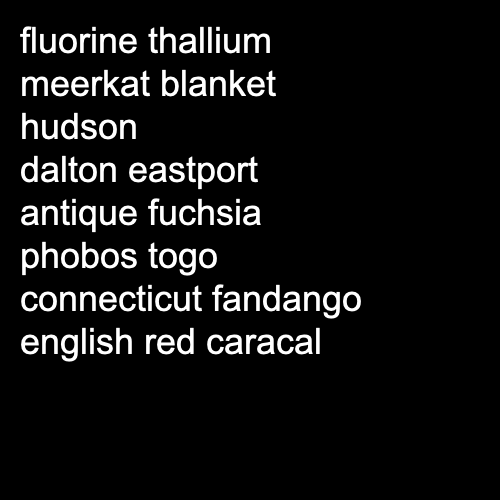 fluorine thallium
meerkat blanket
hudson
dalton eastport
antique fuchsia
phobos togo
connecticut fandango
english red caracal